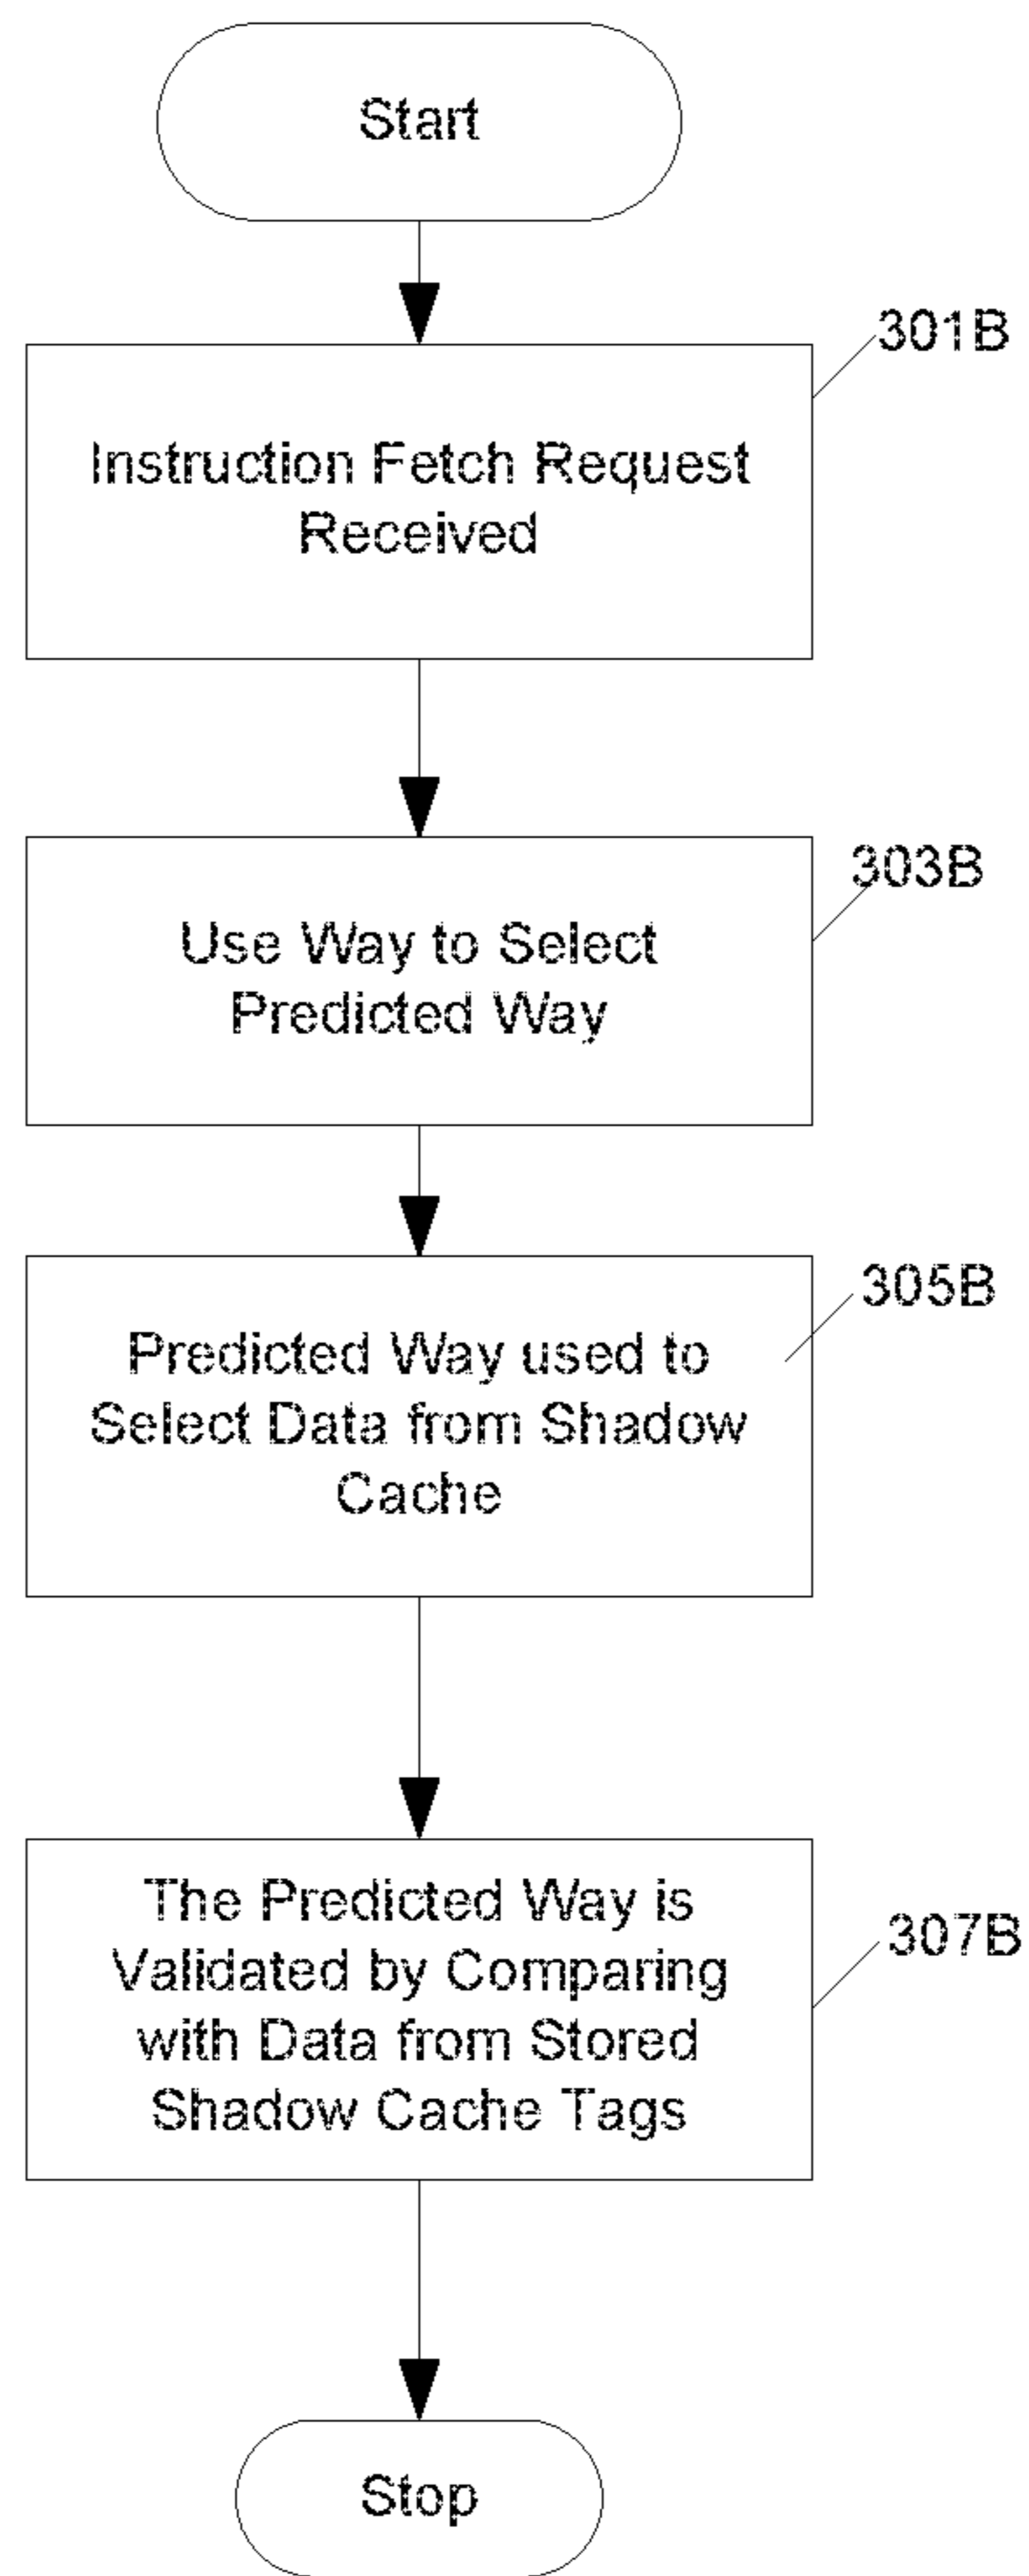 Start
301B
Instruction Fetch Request
Received
303B
Use Way to Select
Predicted Way
305B
Predicted Way used to
Select Data from Shadow
Cache
The Predicted Way is
Validated by Comparing
307B
with Data from Stored
Shadow Cache Tags
Stop